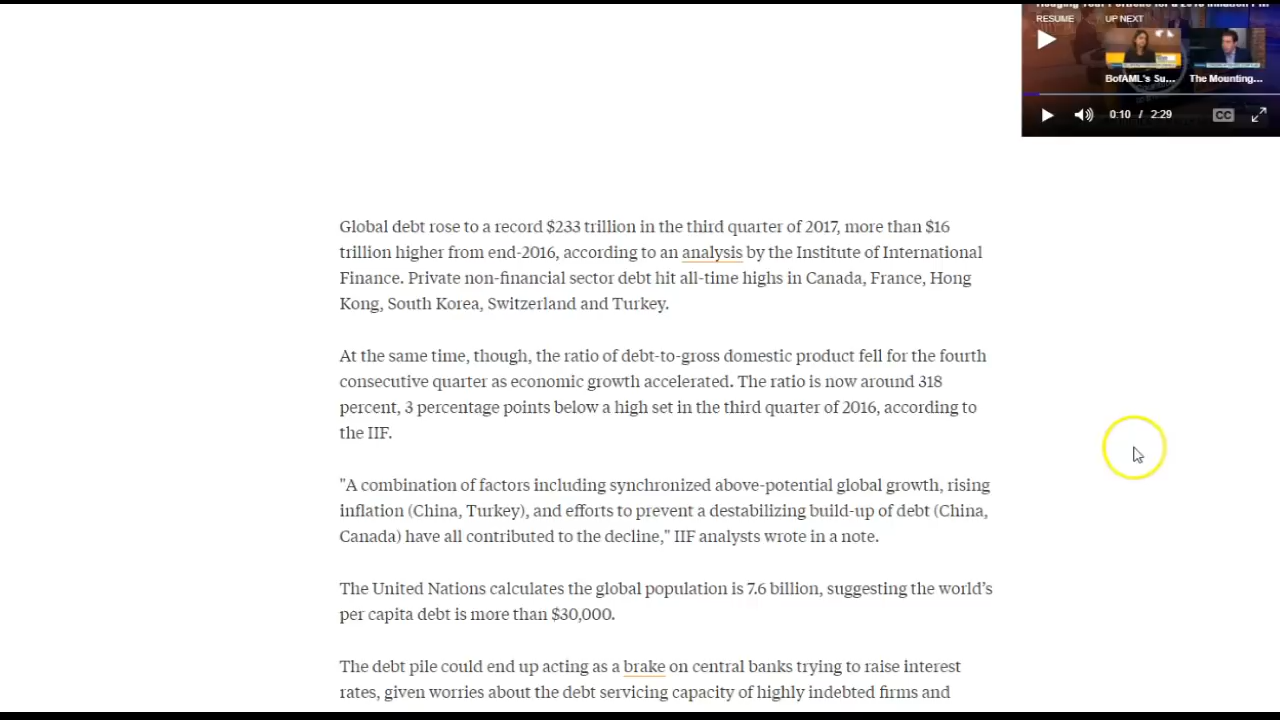 RESUME UP NEXT
BofAML's Su... The Mounting...
0:10 / 2:29 CC
Global debt rose to a record $233 trillion in the third quarter of 2017, more than $16
trillion higher from end-2016, according to an analysis by the Institute of International
Finance. Private non-financial sector debt hit all-time highs in Canada, France, Hong
Kong, South Korea, Switzerland and Turkey.
At the same time, though, the ratio of debt-to-gross domestic product fell for the fourth
consecutive quarter as economic growth accelerated. The ratio is now around 318
percent, 3 percentage points below a high set in the third quarter of 2016, according to
the IIF.
"A combination of factors including synchronized above-potential global growth, rising
inflation (China, Turkey), and efforts to prevent a destabilizing build-up of debt (China,
Canada) have all contributed to the decline," IIF analysts wrote in a note.
The United Nations calculates the global population is 7.6 billion, suggesting the world's
per capita debt is more than $30,000.
The debt pile could end up acting as a brake on central banks trying to raise interest
rates, given worries about the debt servicing capacity of highly indebted firms and